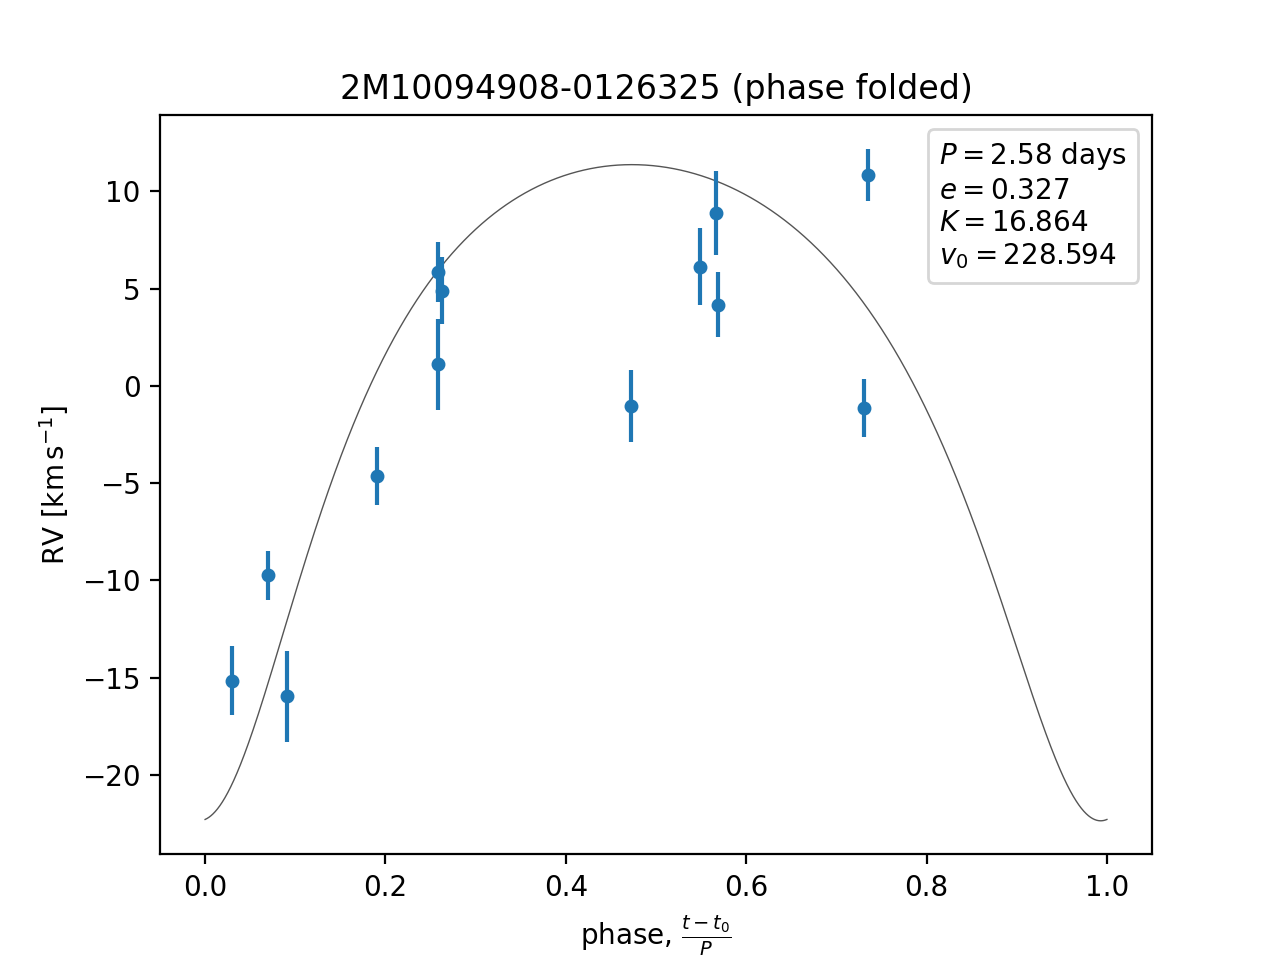 2M10094908-0126325 (phase folded)
P = 2.58 days
e = 0.327
K = 16.864
v₀ = 228.594
RV [km s⁻¹]
10
5
0
−5
−10
−15
−20
0.0 0.2 0.4 0.6 0.8 1.0
phase, (t − t₀)/P